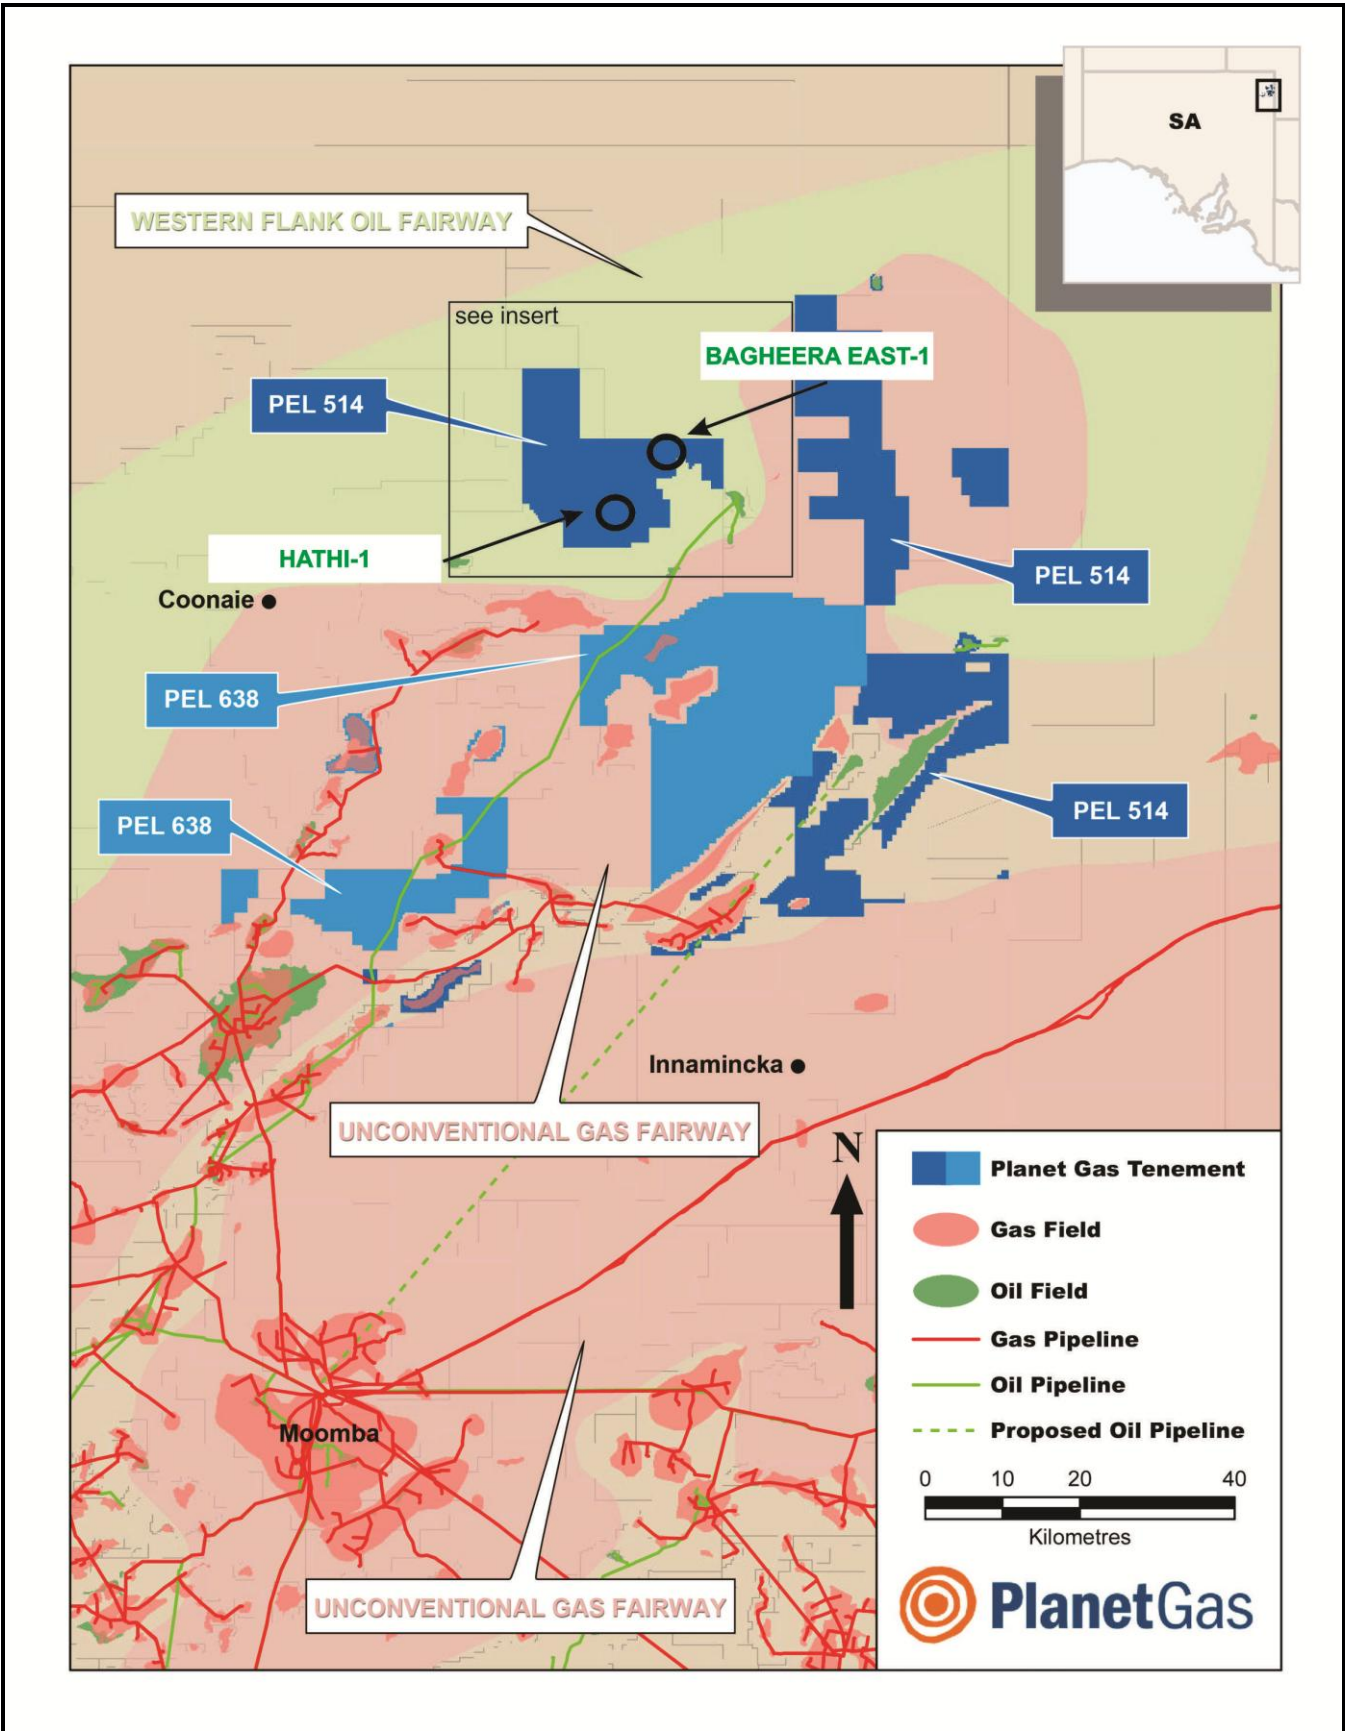 SA
WESTERN FLANK OIL FAIRWAY
see insert
BAGHEERA EAST-1
PEL 514
HATHI-1
PEL 514
Coonaie
PEL 638
PEL 638
PEL 514
Innamincka
UNCONVENTIONAL GAS FAIRWAY
N
Planet Gas Tenement
Gas Field
Oil Field
Gas Pipeline
Oil Pipeline
Proposed Oil Pipeline
Moomba
0 10 20 40
Kilometres
UNCONVENTIONAL GAS FAIRWAY
PlanetGas